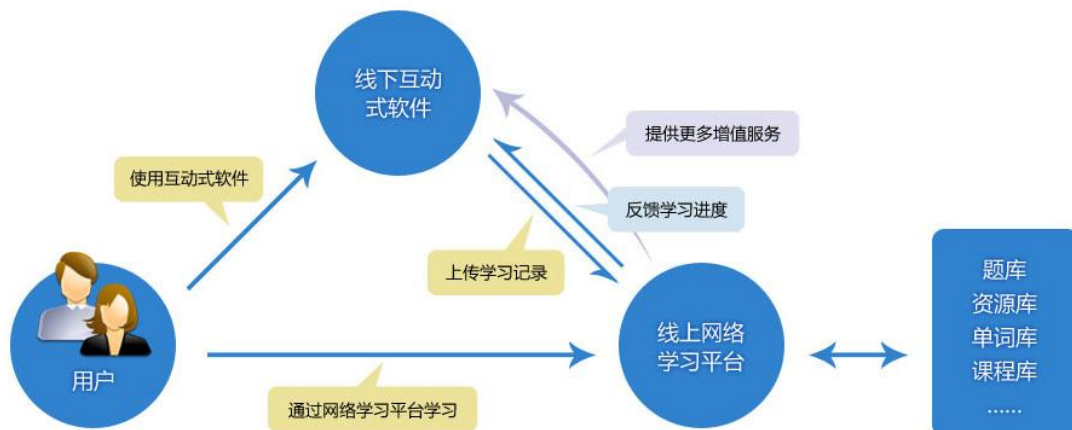 线下互动
式软件
提供更多增值服务
使用互动式软件
反馈学习进度
上传学习记录
用户
线上网络
学习平台
通过网络学习平台学习
题库
资源库
单词库
课程库
......